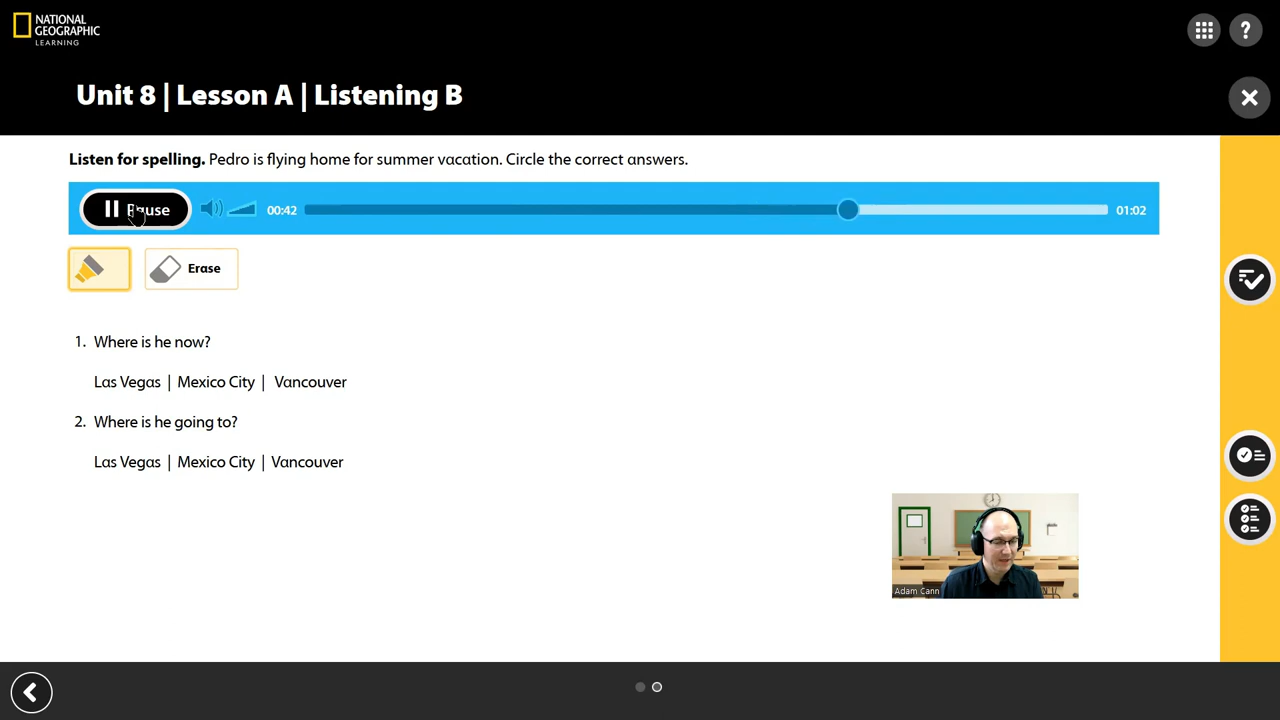 NATIONAL
GEOGRAPHIC
LEARNING
?
Unit 8 | Lesson A | Listening B
Listen for spelling. Pedro is flying home for summer vacation. Circle the correct answers.
Pause
00:42
01:02
Erase
1. Where is he now?
Las Vegas | Mexico City | Vancouver
2. Where is he going to?
Las Vegas | Mexico City | Vancouver
Adam Cann